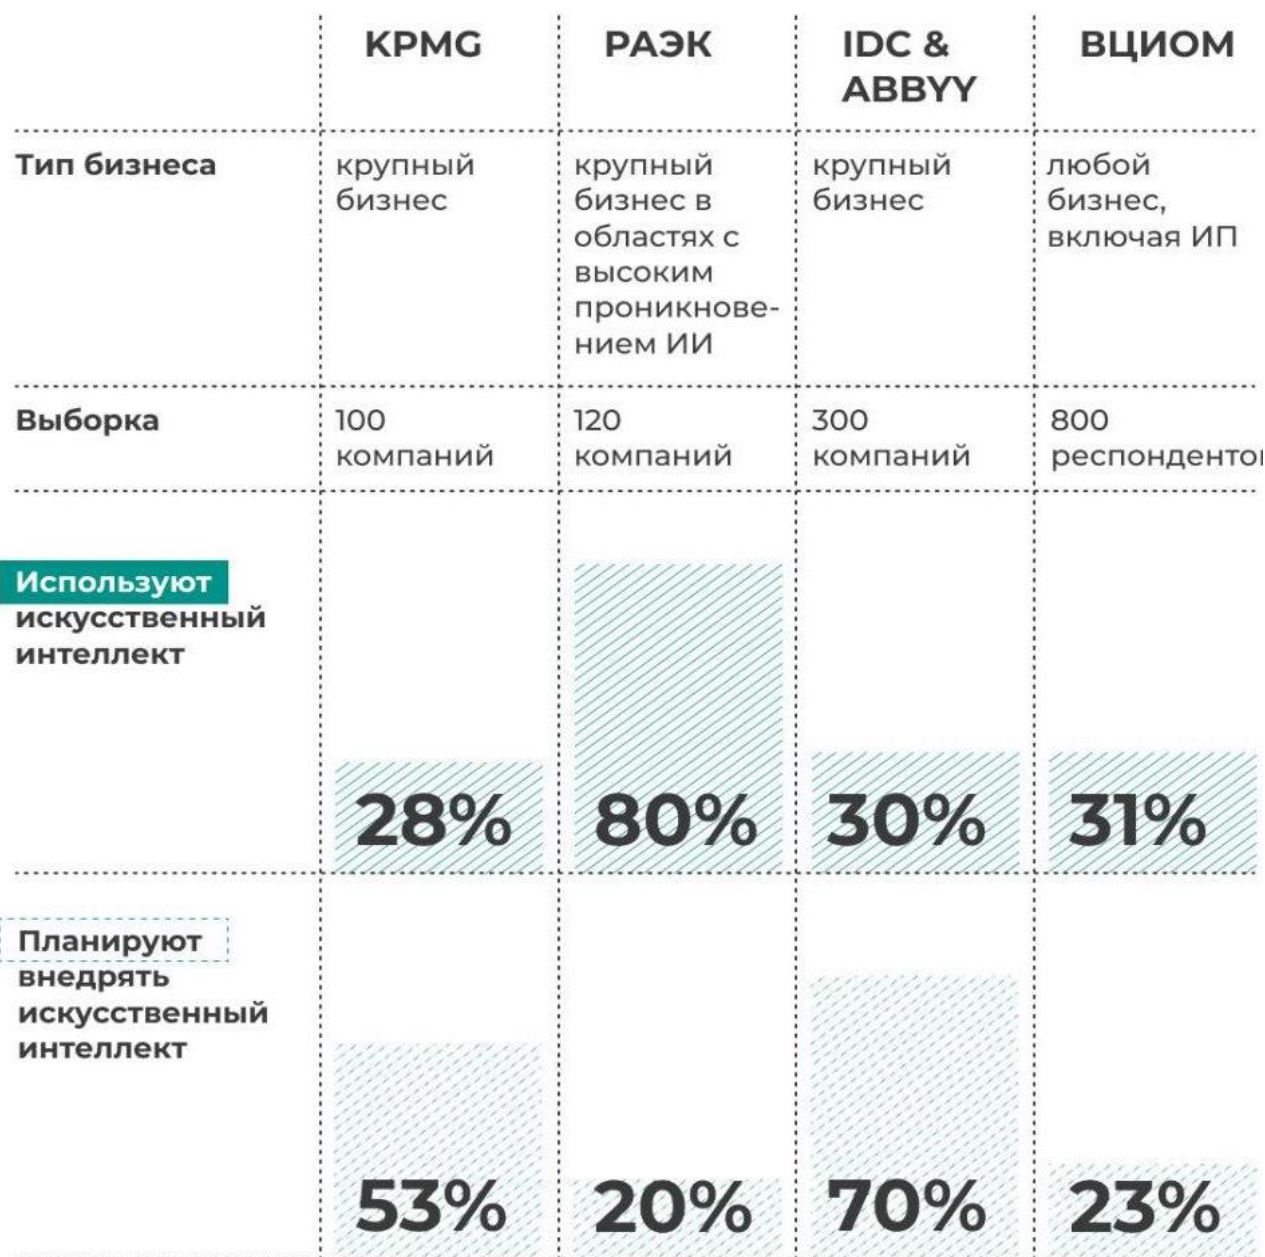 KPMG
РАЭК
IDC &
ABBYY
ВЦИОМ
Тип бизнеса
крупный
бизнес
крупный
бизнес в
областях с
высоким
проникнове-
нием ИИ
крупный
бизнес
любой
бизнес,
включая ИП
Выборка
100
компаний
120
компаний
300
компаний
800
респонденто
Используют
искусственный
интеллект
28%
80%
30%
31%
Планируют
внедрять
искусственный
интеллект
53%
20%
70%
23%